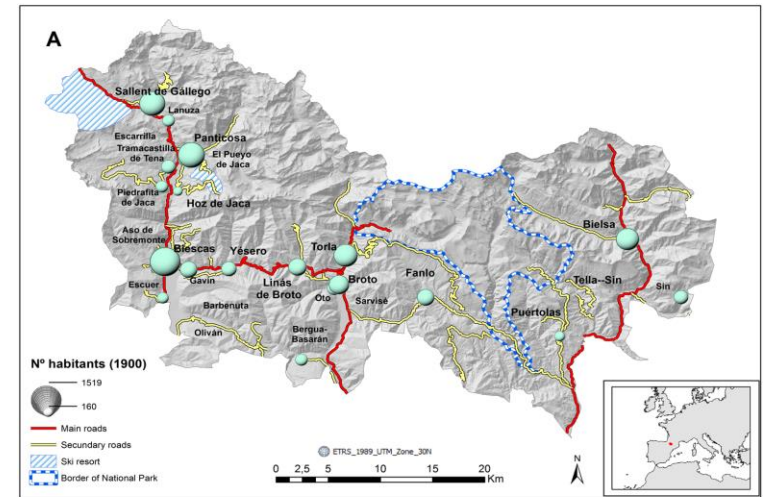 A
Sallent de Gállego
Lanuza
Escarrilla
Panticosa
Tramacastilla
de Tena
El Pueyo
de Jaca
Piedrafita
de Jaca
Hoz de Jaca
Aso de
Sobremonte
Biescas
Yésero
Gavín
Escuer
Barbenuta
Oliván
Linás
de Broto
Torla
Broto
Oto
Sarvisé
Fanlo
Bergua-
Basarán
Bielsa
Tella--Sin
Sin
Puértolas
Nº habitants (1900)
1519
160
Main roads
Secundary roads
Ski resort
Border of National Park
ETRS_1989_UTM_Zone_30N
0 2,5 5 10 15 20
Km
N